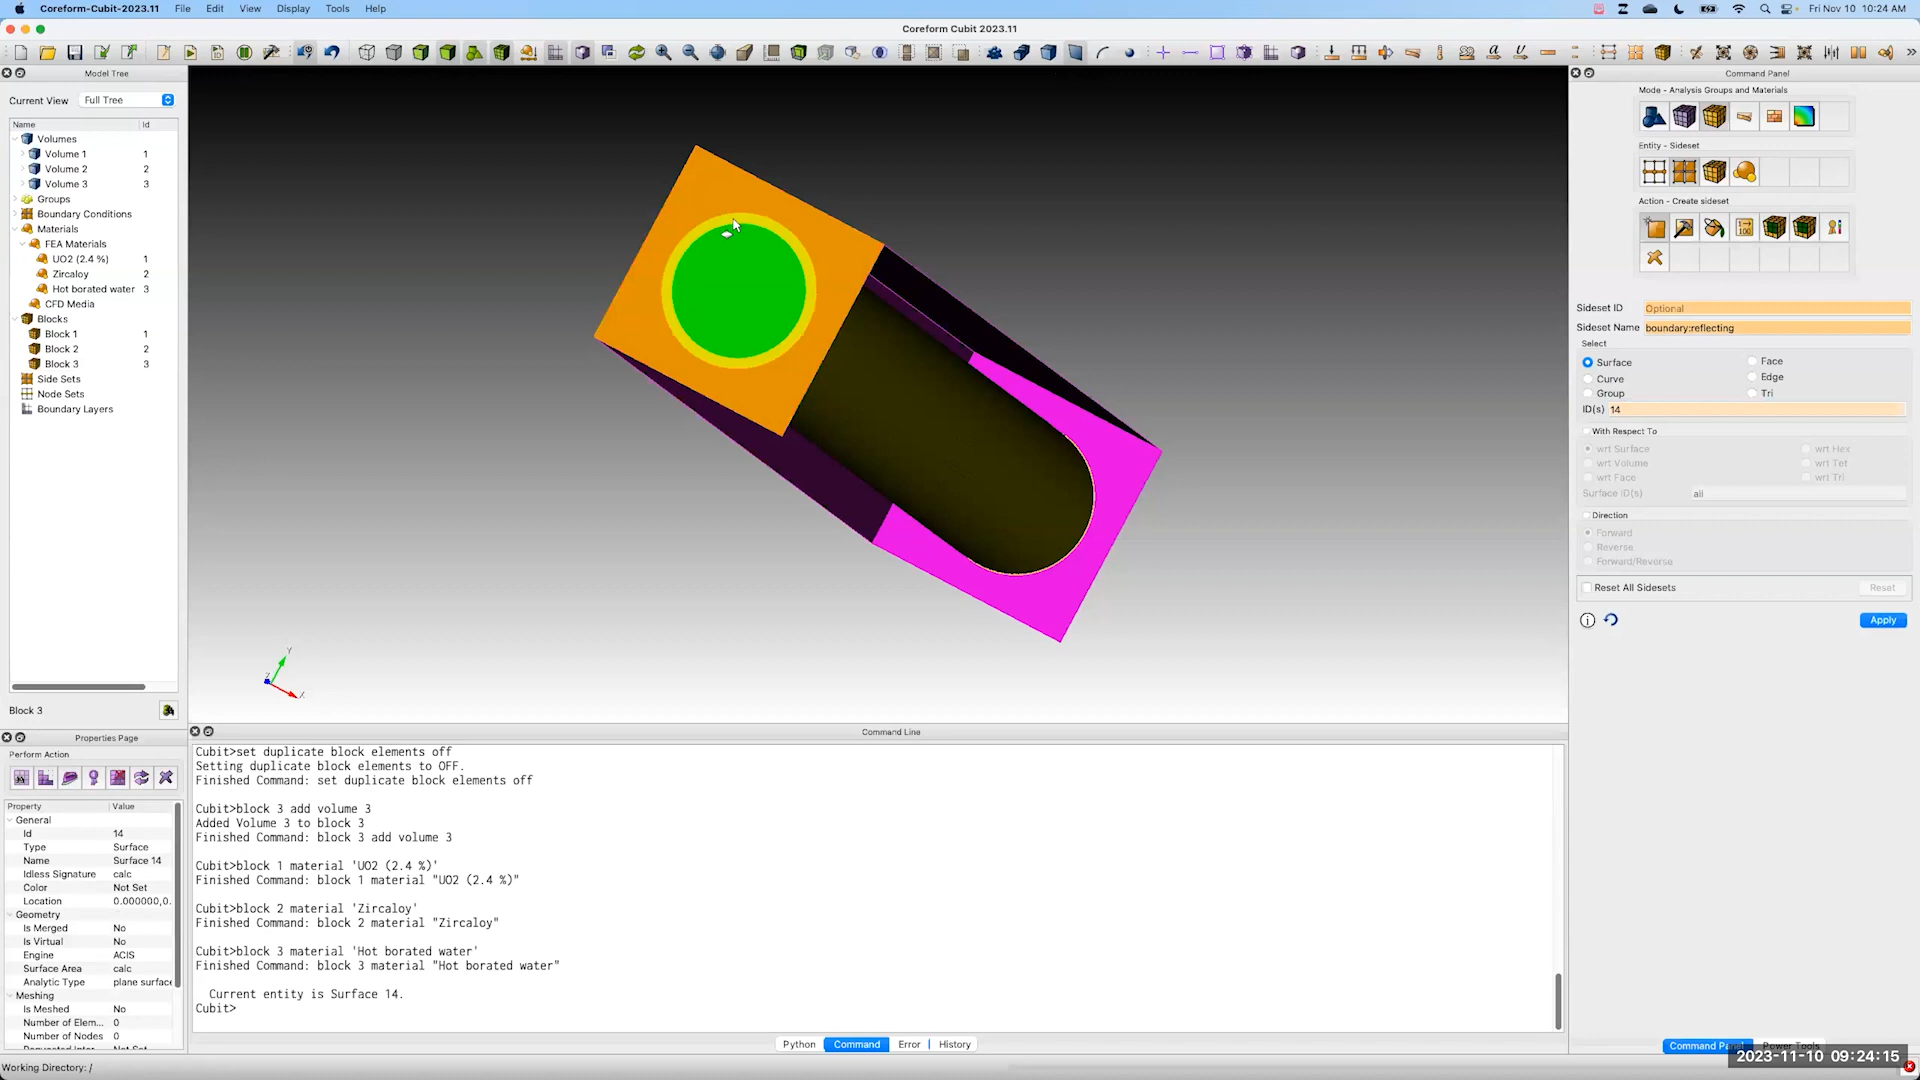 Coreform-Cubit-2023.11 File Edit View Display Tools Help
Fri Nov 10 10:24 AM
Coreform Cubit 2023.11
Model Tree
Current View Full Tree
Name Id
Volumes
Volume 1 1
Volume 2 2
Volume 3 3
Groups
Boundary Conditions
Materials
FEA Materials
UO2 (2.4 %) 1
Zircaloy 2
Hot borated water 3
CFD Media
Blocks
Block 1 1
Block 2 2
Block 3 3
Side Sets
Node Sets
Boundary Layers
Block 3
Properties Page
Perform Action
Property Value
General
Id 14
Type Surface
Name Surface 14
Idless Signature calc
Color Not Set
Location 0.000000,0.
Geometry
Is Merged No
Is Virtual No
Engine ACIS
Surface Area calc
Analytic Type plane surface
Meshing
Is Meshed No
Number of Elem... 0
Number of Nodes 0
Working Directory: /
Y
Z
X
Command Line
Cubit>set duplicate block elements off
Setting duplicate block elements to OFF.
Finished Command: set duplicate block elements off
Cubit>block 3 add volume 3
Added Volume 3 to block 3
Finished Command: block 3 add volume 3
Cubit>block 1 material 'UO2 (2.4 %)'
Finished Command: block 1 material "UO2 (2.4 %)"
Cubit>block 2 material 'Zircaloy'
Finished Command: block 2 material "Zircaloy"
Cubit>block 3 material 'Hot borated water'
Finished Command: block 3 material "Hot borated water"
Current entity is Surface 14.
Cubit>
Python Command Error History
Command Panel
Mode - Analysis Groups and Materials
Entity - Sideset
Action - Create sideset
Sideset ID Optional
Sideset Name boundary:reflecting
Select
Surface Face
Curve Edge
Group Tri
ID(s) 14
With Respect To
wrt Surface wrt Hex
wrt Volume wrt Tet
wrt Face wrt Tri
Surface ID(s) all
Direction
Forward
Reverse
Forward/Reverse
Reset All Sidesets Reset
Apply
Command Power Tools
2023-11-10 09:24:15